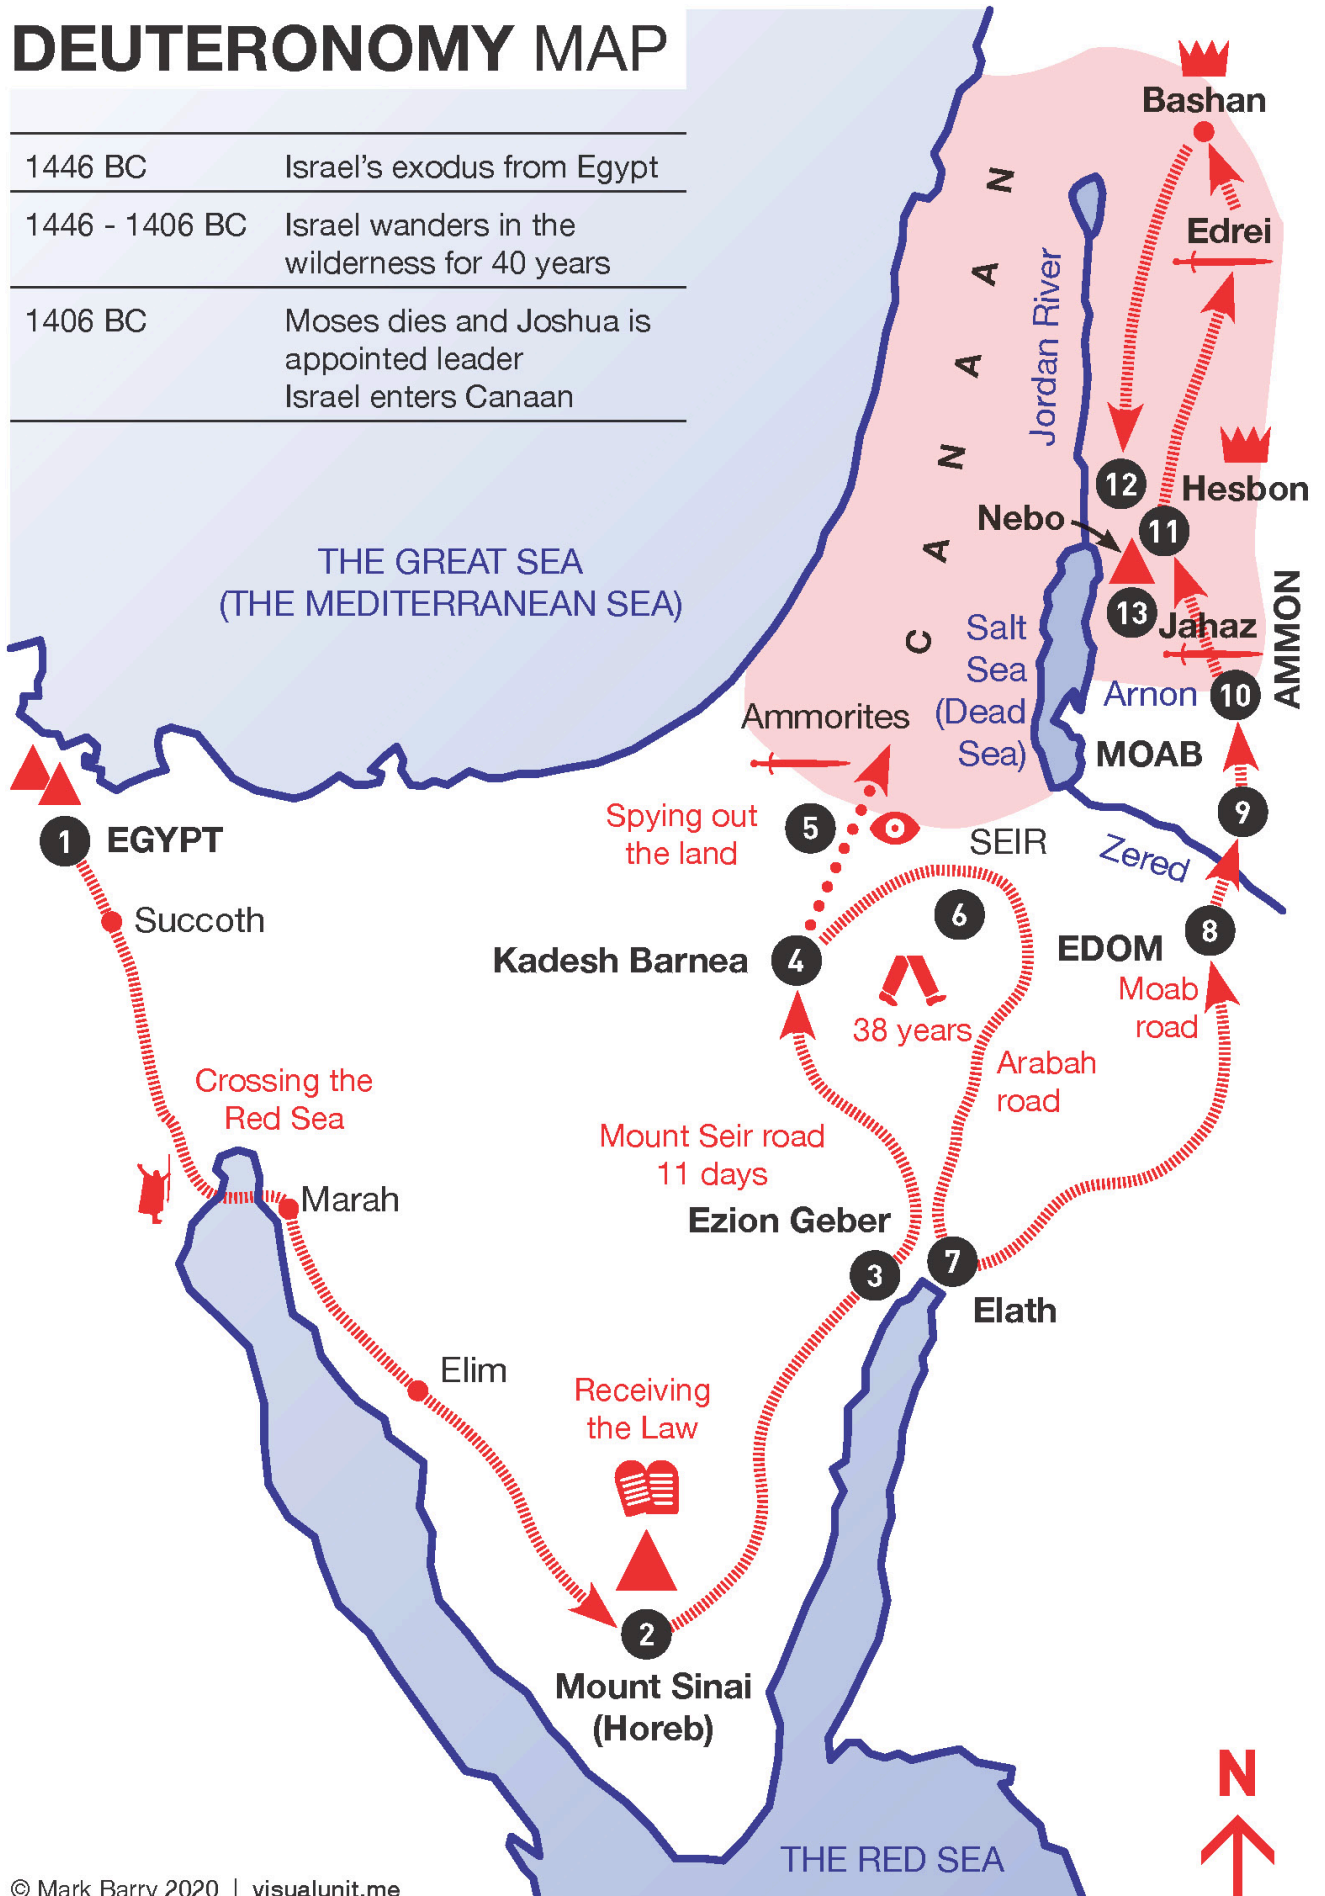 DEUTERONOMY MAP
1446 BC Israel's exodus from Egypt
1446 - 1406 BC Israel wanders in the
wilderness for 40 years
1406 BC Moses dies and Joshua is
appointed leader
Israel enters Canaan
THE GREAT SEA
(THE MEDITERRANEAN SEA)
Bashan
Edrei
CANAAN
Jordan River
12
Hesbon
Nebo
11
13
Jahaz
AMMON
Salt
Sea
(Dead
Sea)
Arnon
10
Ammorites
MOAB
9
Spying out
the land
5
SEIR
Zered
1
EGYPT
Succoth
6
8
EDOM
Kadesh Barnea
4
Moab
road
38 years
Arabah
road
Crossing the
Red Sea
Marah
Mount Seir road
11 days
Ezion Geber
3
7
Elath
Elim
Receiving
the Law
2
Mount Sinai
(Horeb)
N
THE RED SEA
© Mark Barry 2020 | visualunit.me